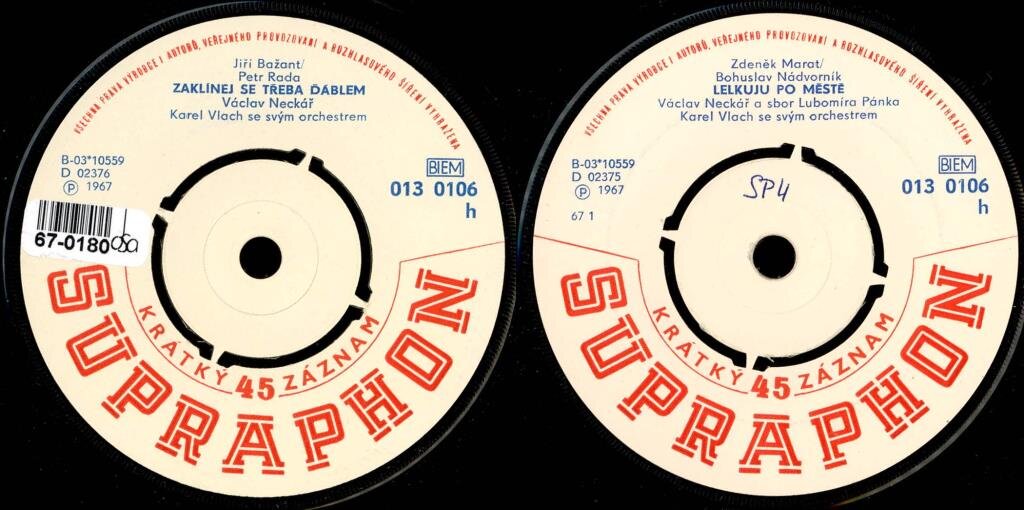 VŠECHNA PRÁVA VÝROBCE I AUTORŮ, VEŘEJNÉHO PROVOZOVÁNÍ A ROZHLASOVÉHO ŠÍŘENÍ VYHRAŽENA
Jiří Bažant/
Petr Rada
ZAKLÍNEJ SE TŘEBA ĎÁBLEM
Václav Neckář
Karel Vlach se svým orchestrem
B-03*10559
D 02376
Ⓟ 1967
BIEM
013 0106
h
67-0180
KRÁTKÝ 45 ZÁZNAM
SUPRAPHON
VŠECHNA PRÁVA VÝROBCE I AUTORŮ, VEŘEJNÉHO PROVOZOVÁNÍ A ROZHLASOVÉHO ŠÍŘENÍ VYHRAŽENA
Zdeněk Marat/
Bohuslav Nádvorník
LELKUJU PO MĚSTĚ
Václav Neckář a sbor Lubomíra Pánka
Karel Vlach se svým orchestrem
B-03*10559
D 02375
Ⓟ 1967
67 1
SP4
BIEM
013 0106
h
KRÁTKÝ 45 ZÁZNAM
SUPRAPHON